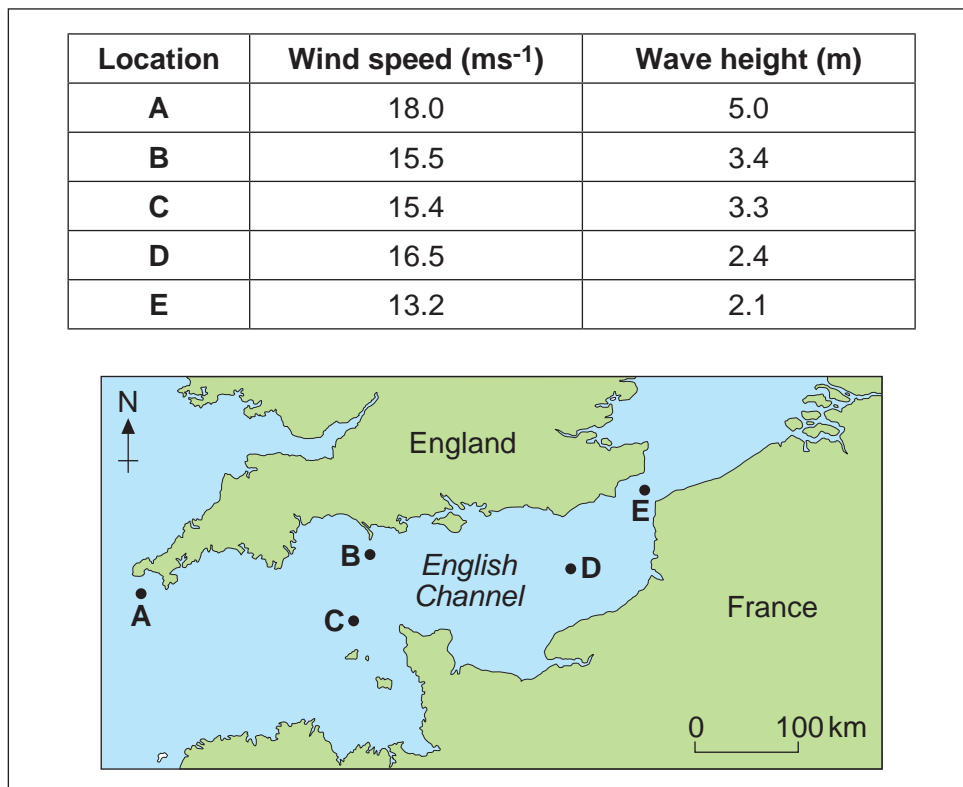 Location Wind speed (ms-1) Wave height (m)
A 18.0 5.0
B 15.5 3.4
C 15.4 3.3
D 16.5 2.4
E 13.2 2.1
N
England
E
B
English
Channel
D
A
C
France
0 100 km